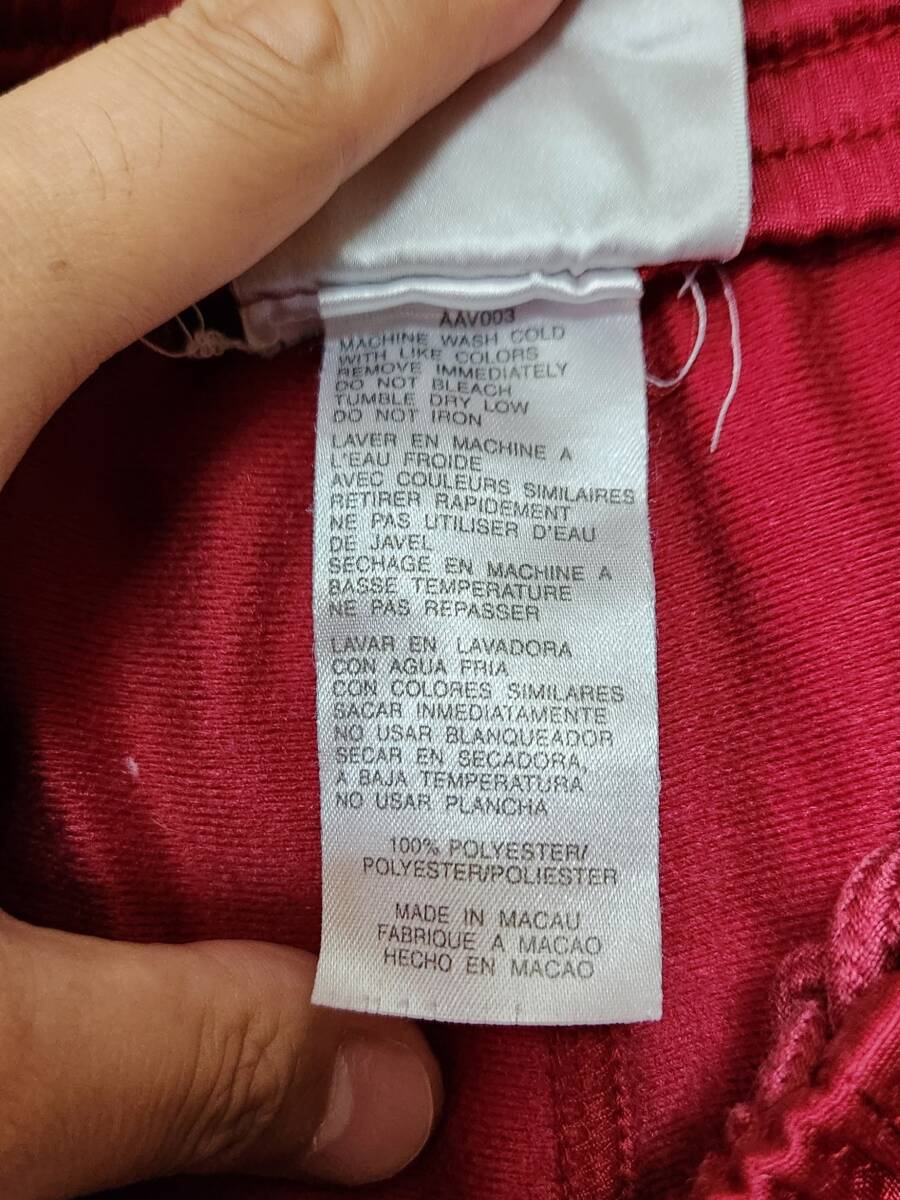 AAV003
MACHINE WASH COLD
WITH LIKE COLORS
REMOVE IMMEDIATELY
DO NOT BLEACH
TUMBLE DRY LOW
DO NOT IRON
LAVER EN MACHINE A
L'EAU FROIDE
AVEC COULEURS SIMILAIRES
RETIRER RAPIDEMENT
NE PAS UTILISER D'EAU
DE JAVEL
SECHAGE EN MACHINE A
BASSE TEMPERATURE
NE PAS REPASSER
LAVAR EN LAVADORA
CON AGUA FRIA
CON COLORES SIMILARES
SACAR INMEDIATAMENTE
NO USAR BLANQUEADOR
SECAR EN SECADORA,
A BAJA TEMPERATURA
NO USAR PLANCHA
100% POLYESTER/
POLYESTER/POLIESTER
MADE IN MACAU
FABRIQUE A MACAO
HECHO EN MACAO